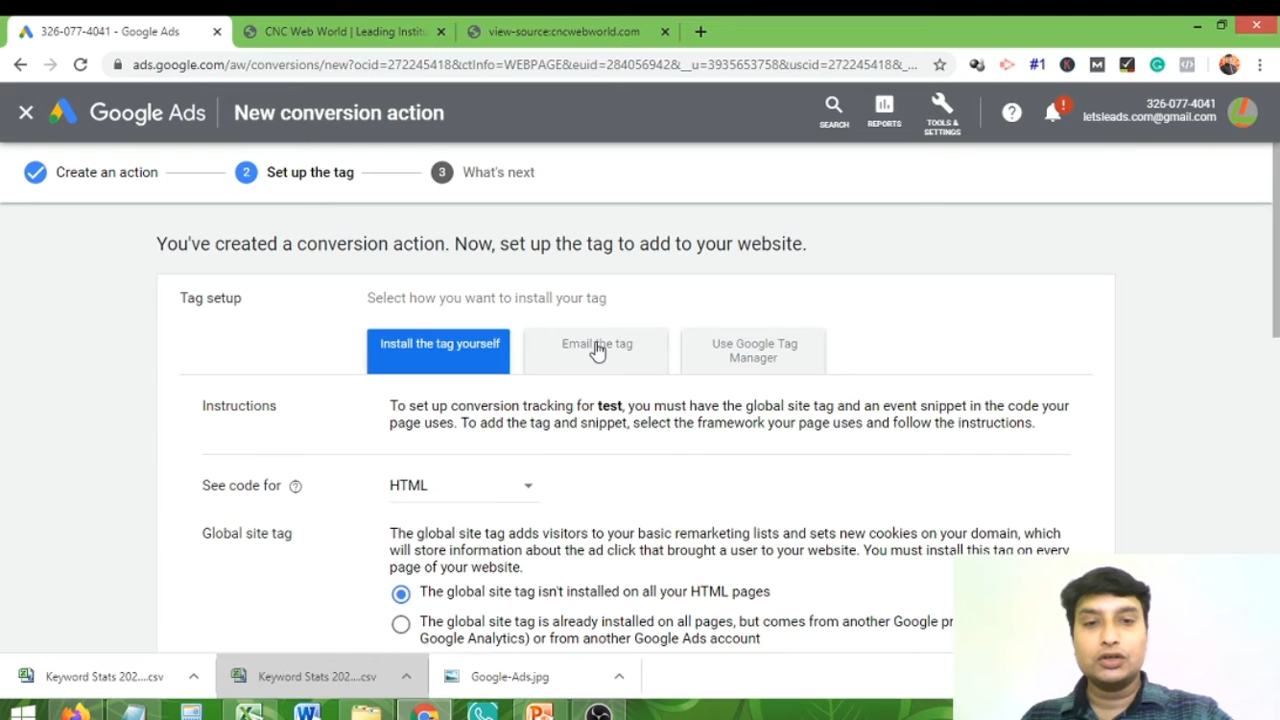 326-077-4041 - Google Ads
CNC Web World | Leading Instit
view-source:cncwebworld.com
ads.google.com/aw/conversions/new?ocid=272245418&ctInfo=WEBPAGE&euid=284056942&__u=3935653758&uscid=272245418&_...
#1
Google Ads
New conversion action
SEARCH
REPORTS
TOOLS &
SETTINGS
326-077-4041
letsleads.com@gmail.com
Create an action
2
Set up the tag
3
What's next
You've created a conversion action. Now, set up the tag to add to your website.
Tag setup
Select how you want to install your tag
Install the tag yourself
Email the tag
Use Google Tag
Manager
Instructions
To set up conversion tracking for test, you must have the global site tag and an event snippet in the code your
page uses. To add the tag and snippet, select the framework your page uses and follow the instructions.
See code for
HTML
Global site tag
The global site tag adds visitors to your basic remarketing lists and sets new cookies on your domain, which
will store information about the ad click that brought a user to your website. You must install this tag on every
page of your website.
The global site tag isn't installed on all your HTML pages
The global site tag is already installed on all pages, but comes from another Google pr
Google Analytics) or from another Google Ads account
Keyword Stats 202....csv
Keyword Stats 202....csv
Google-Ads.jpg